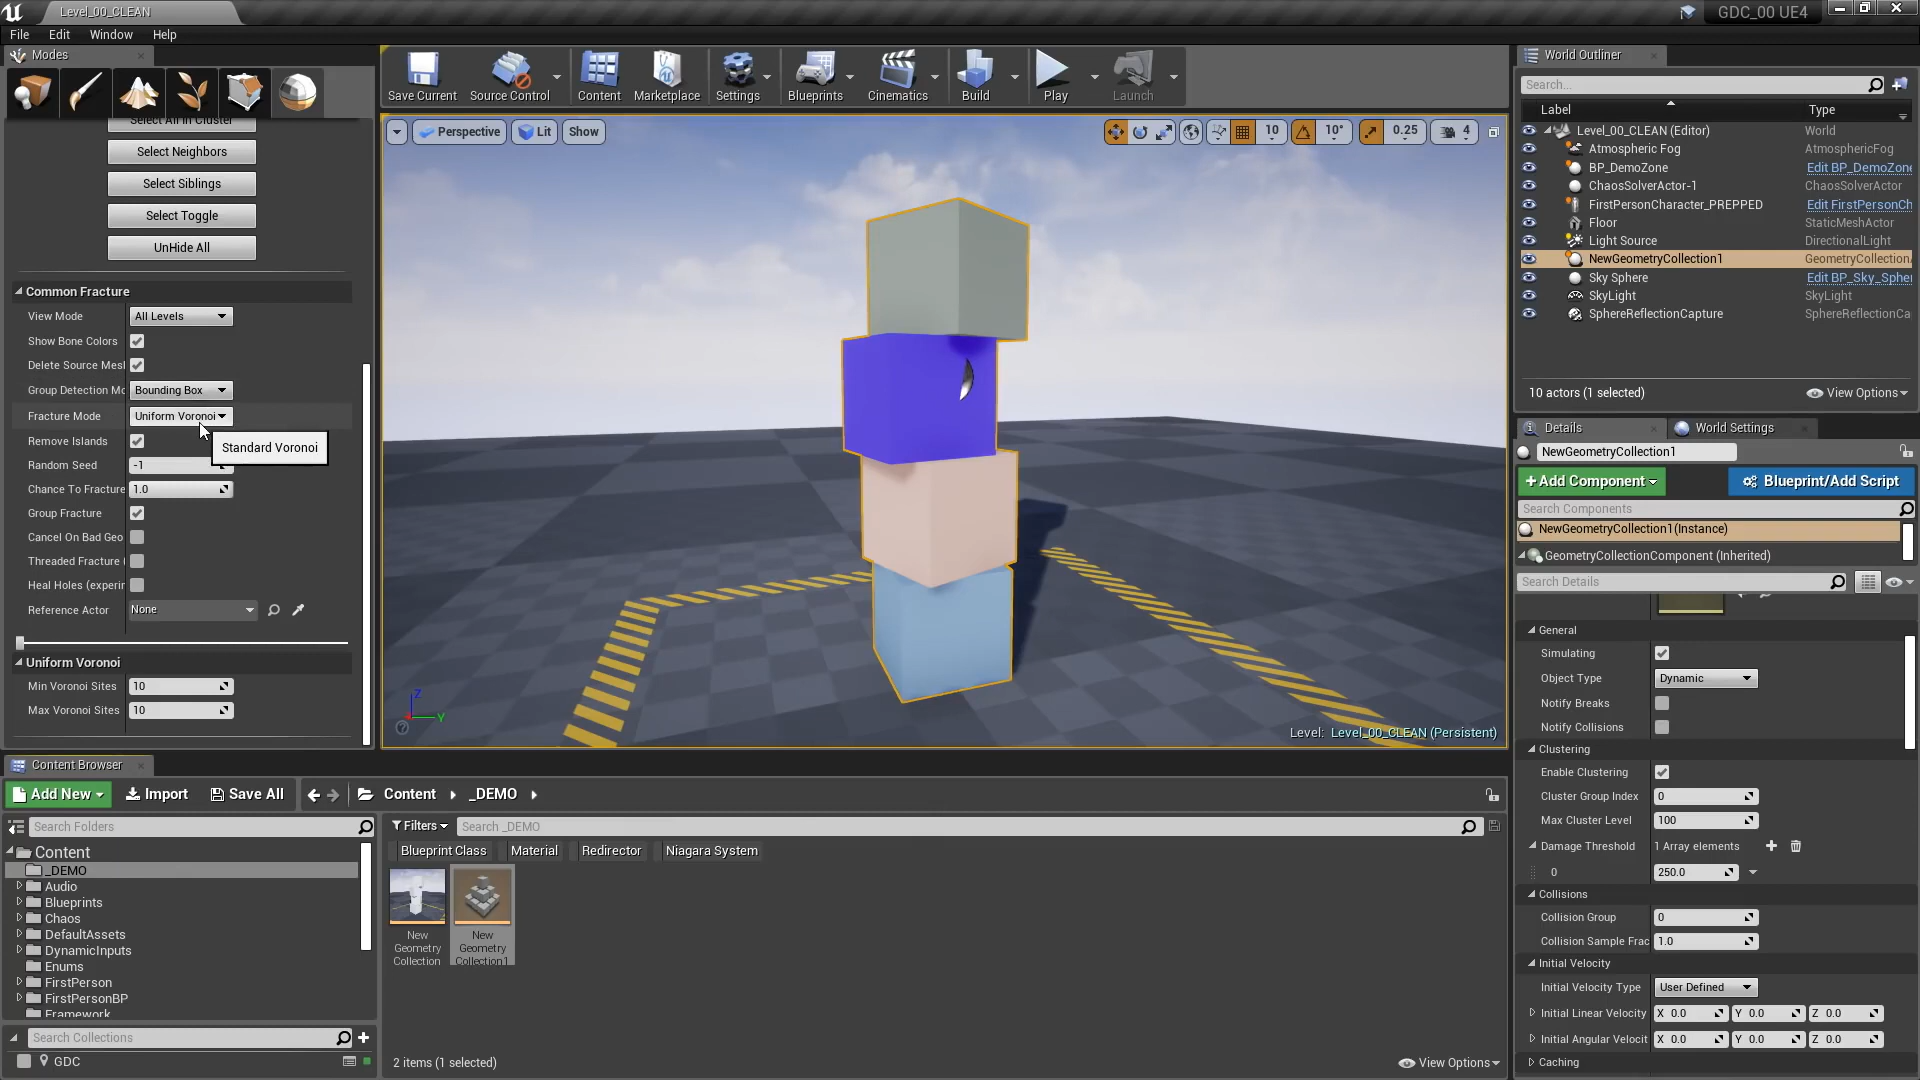 Level_00_CLEAN
GDC_00 UE4
File Edit Window Help
Modes
Select All in Cluster
Select Neighbors
Select Siblings
Select Toggle
UnHide All
Common Fracture
View Mode All Levels
Show Bone Colors
Delete Source Mesl
Group Detection Mo Bounding Box
Fracture Mode Uniform Voronoi
Standard Voronoi
Remove Islands
Random Seed -1
Chance To Fracture 1.0
Group Fracture
Cancel On Bad Geo
Threaded Fracture (
Heal Holes (experir
Reference Actor None
Uniform Voronoi
Min Voronoi Sites 10
Max Voronoi Sites 10
Save Current Source Control Content Marketplace Settings Blueprints Cinematics Build Play Launch
Perspective Lit Show
10 10° 0.25 4
Z
Y
Level: Level_00_CLEAN (Persistent)
World Outliner
Search...
Label Type
Level_00_CLEAN (Editor) World
Atmospheric Fog AtmosphericFog
BP_DemoZone Edit BP_DemoZone
ChaosSolverActor-1 ChaosSolverActor
FirstPersonCharacter_PREPPED Edit FirstPersonCh
Floor StaticMeshActor
Light Source DirectionalLight
NewGeometryCollection1 GeometryCollection
Sky Sphere Edit BP_Sky_Spher
SkyLight SkyLight
SphereReflectionCapture SphereReflectionCa
10 actors (1 selected) View Options
Details World Settings
NewGeometryCollection1
+Add Component Blueprint/Add Script
Search Components
NewGeometryCollection1(Instance)
GeometryCollectionComponent (Inherited)
Search Details
General
Simulating
Object Type Dynamic
Notify Breaks
Notify Collisions
Clustering
Enable Clustering
Cluster Group Index 0
Max Cluster Level 100
Damage Threshold 1 Array elements
0 250.0
Collisions
Collision Group 0
Collision Sample Frac 1.0
Initial Velocity
Initial Velocity Type User Defined
Initial Linear Velocity X 0.0 Y 0.0 Z 0.0
Initial Angular Velocit X 0.0 Y 0.0 Z 0.0
Caching
Content Browser
Add New Import Save All Content _DEMO
Search Folders
Content
_DEMO
Audio
Blueprints
Chaos
DefaultAssets
DynamicInputs
Enums
FirstPerson
FirstPersonBP
Framework
Search Collections
GDC
Filters Search _DEMO
Blueprint Class Material Redirector Niagara System
New Geometry Collection
New Geometry Collection1
2 items (1 selected) View Options